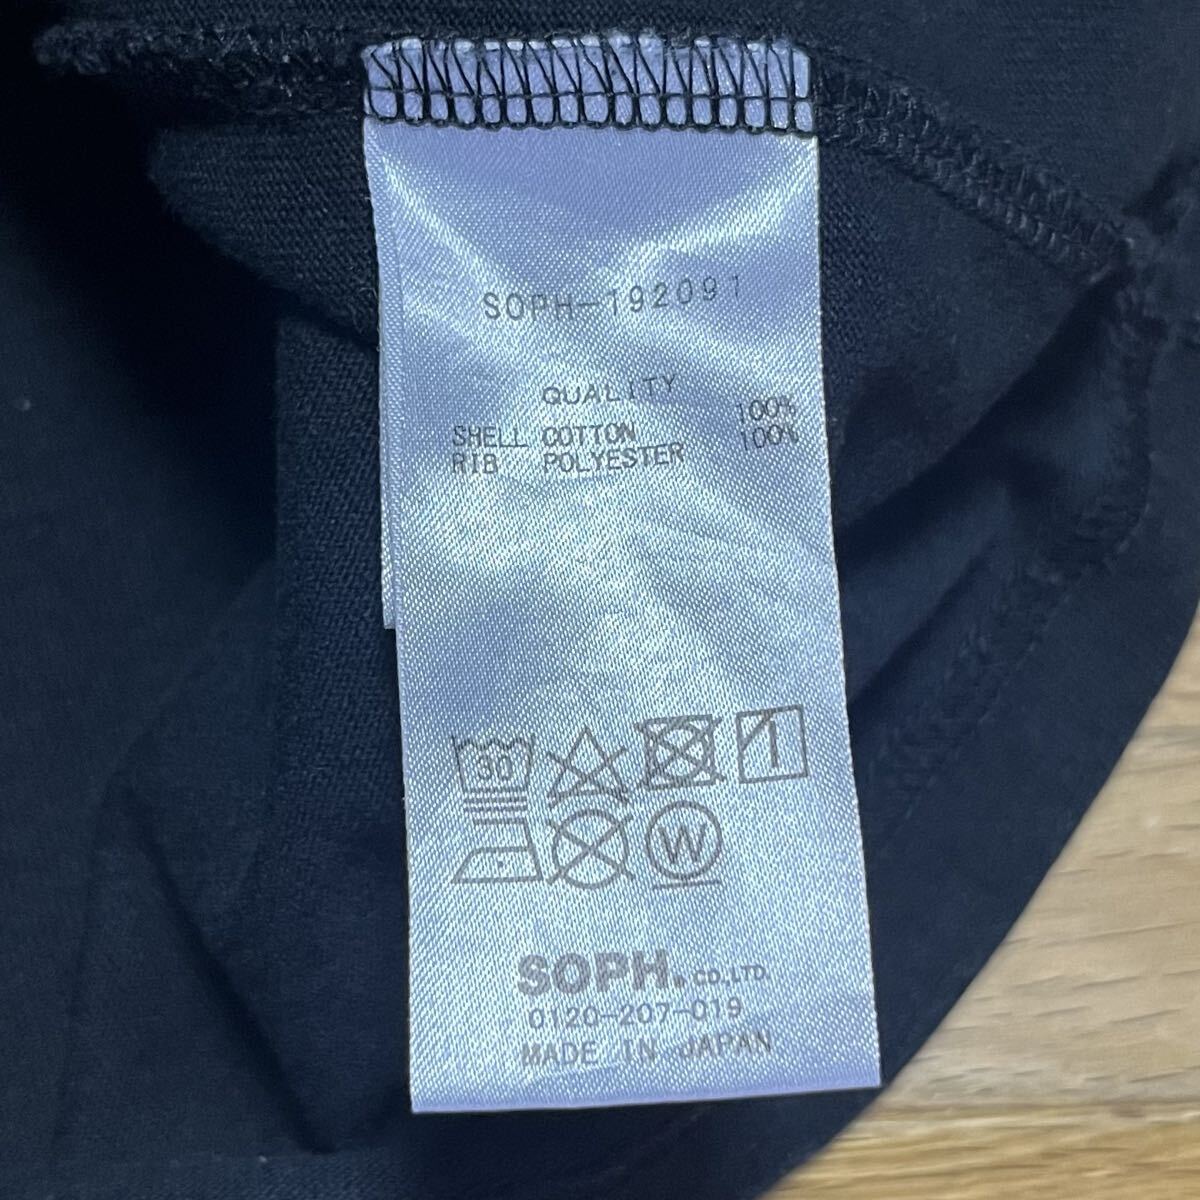 SOPH-192091
QUALITY
SHELL COTTON 100%
RIB POLYESTER 100%
30
W
SOPH. CO.,LTD.
0120-207-019
MADE IN JAPAN